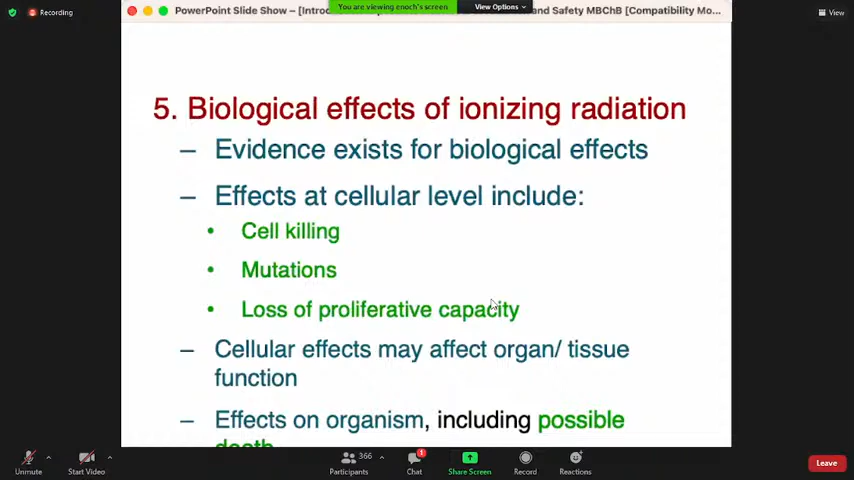 Recording
PowerPoint Slide Show – [Intro
You are viewing enoch's screen
View Options
and Safety MBChB [Compatibility Mo...
View
5. Biological effects of ionizing radiation
– Evidence exists for biological effects
– Effects at cellular level include:
• Cell killing
• Mutations
• Loss of proliferative capacity
– Cellular effects may affect organ/ tissue
function
– Effects on organism, including possible
death
Unmute
Start Video
366
Participants
1
Chat
Share Screen
Record
Reactions
Leave